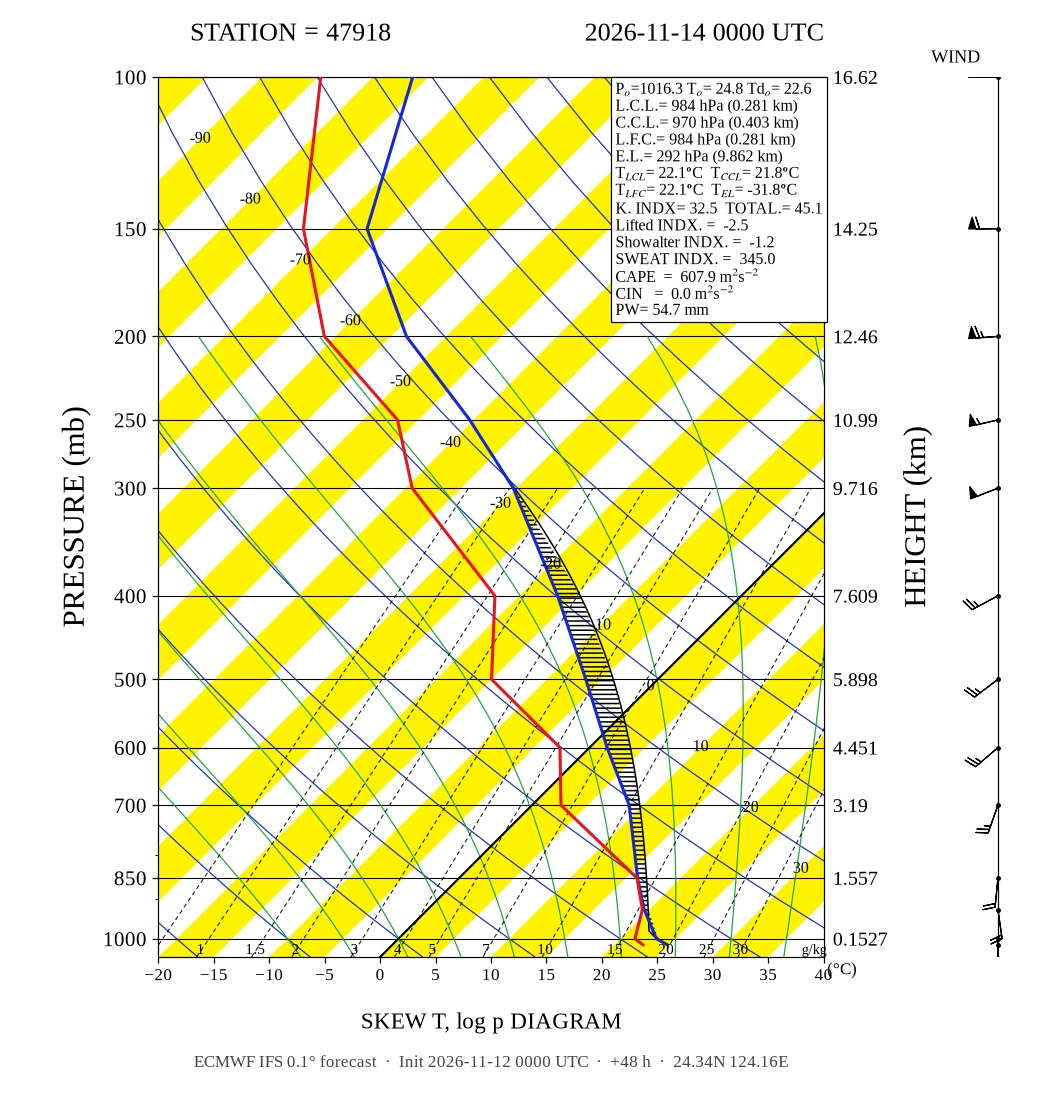 STATION = 47918 2026-11-14 0000 UTC
WIND
100 16.62
Pₒ=1016.3 Tₒ= 24.8 Tdₒ= 22.6
L.C.L.= 984 hPa (0.281 km)
C.C.L.= 970 hPa (0.403 km)
L.F.C.= 984 hPa (0.281 km)
E.L.= 292 hPa (9.862 km)
T_LCL= 22.1°C T_CCL= 21.8°C
T_LFC= 22.1°C T_EL= -31.8°C
K. INDX= 32.5 TOTAL.= 45.1
Lifted INDX. = -2.5
Showalter INDX. = -1.2
SWEAT INDX. = 345.0
CAPE = 607.9 m²s⁻²
CIN = 0.0 m²s⁻²
PW= 54.7 mm
-90
-80
150 14.25
-70
-60
200 12.46
-50
250 10.99
-40
300 9.716
-30
-20
400 7.609
10
500 5.898
0
600 4.451
10
700 3.19
20
850 1.557
30
1000 0.1527
1 1.5 2 3 4 5 7 10 15 20 25 30 g/kg
−20 −15 −10 −5 0 5 10 15 20 25 30 35 40 (°C)
PRESSURE (mb)
HEIGHT (km)
SKEW T, log p DIAGRAM
ECMWF IFS 0.1° forecast · Init 2026-11-12 0000 UTC · +48 h · 24.34N 124.16E